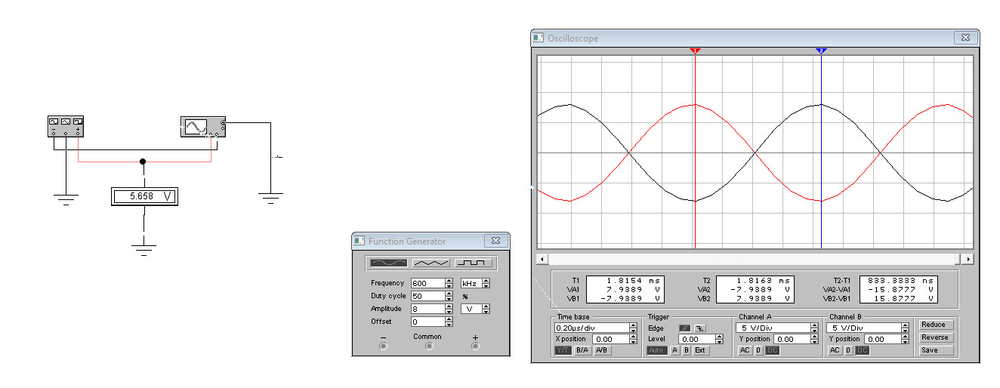 Oscilloscope
1
2
- +
5.658 V
Function Generator
Frequency 600 kHz
Duty cycle 50 %
Amplitude 8 V
Offset 0
- Common +
T1 1.8154 ms
VA1 7.9389 V
VB1 -7.9389 V
T2 1.8163 ms
VA2 -7.9389 V
VB2 7.9389 V
T2-T1 833.3333 ns
VA2-VA1 -15.8777 V
VB2-VB1 15.8777 V
Time base
0.20µs/div
X position 0.00
Y/T B/A A/B
Trigger
Edge
Level 0.00
Auto A B Ext
Channel A
5 V/Div
Y position 0.00
AC 0 DC
Channel B
5 V/Div
Y position 0.00
AC 0 DC
Reduce
Reverse
Save